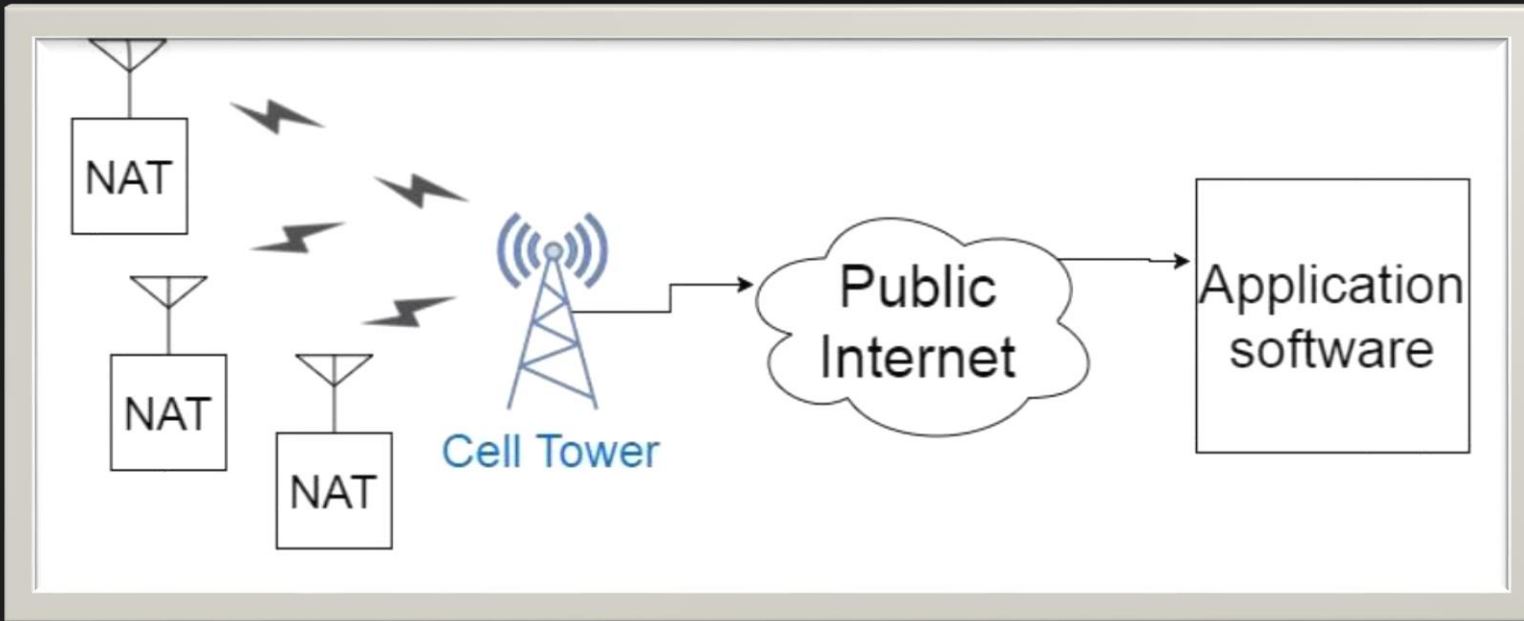 NAT
NAT
NAT
Cell Tower
Public
Internet
Application
software